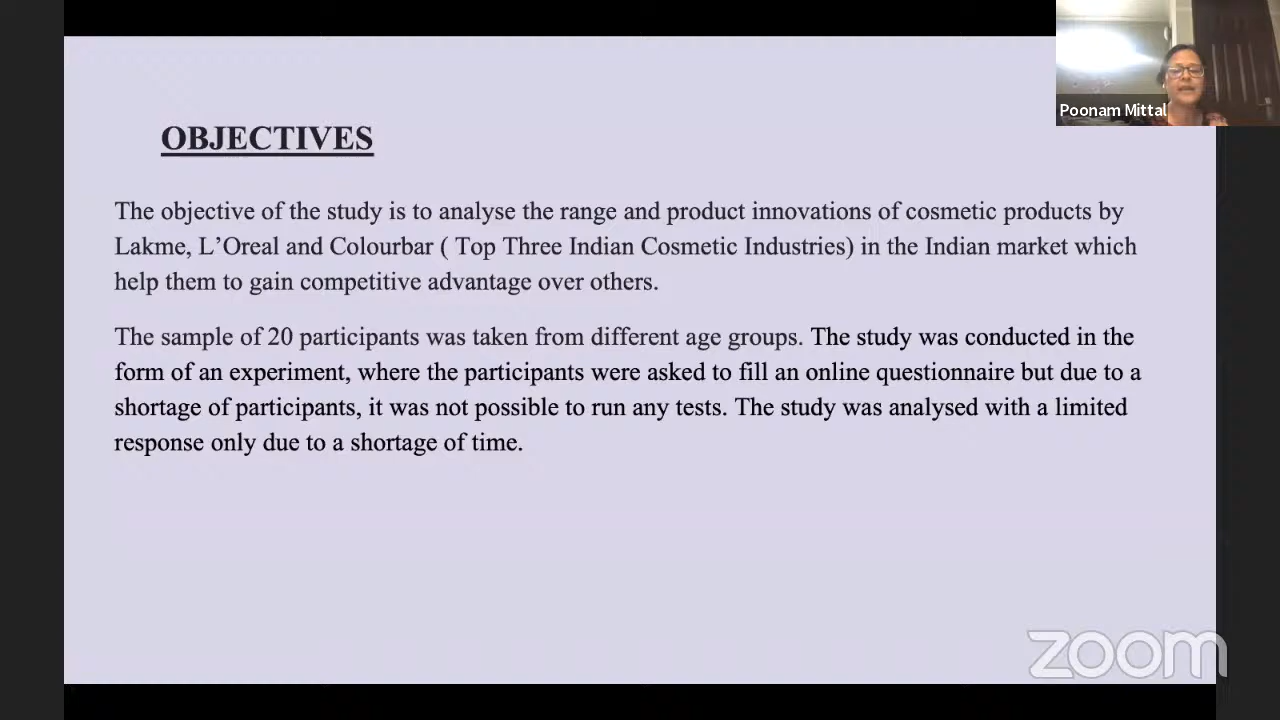 Poonam Mittal
OBJECTIVES
The objective of the study is to analyse the range and product innovations of cosmetic products by
Lakme, L’Oreal and Colourbar ( Top Three Indian Cosmetic Industries) in the Indian market which
help them to gain competitive advantage over others.
The sample of 20 participants was taken from different age groups. The study was conducted in the
form of an experiment, where the participants were asked to fill an online questionnaire but due to a
shortage of participants, it was not possible to run any tests. The study was analysed with a limited
response only due to a shortage of time.
zoom